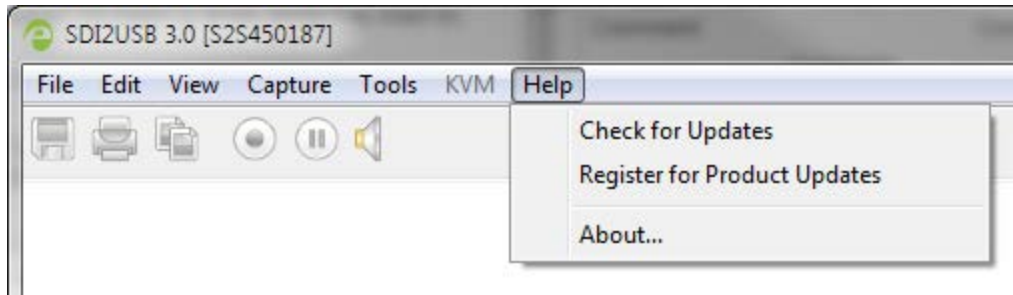 SDI2USB 3.0 [S2S450187]
File Edit View Capture Tools KVM Help
Check for Updates
Register for Product Updates
About...